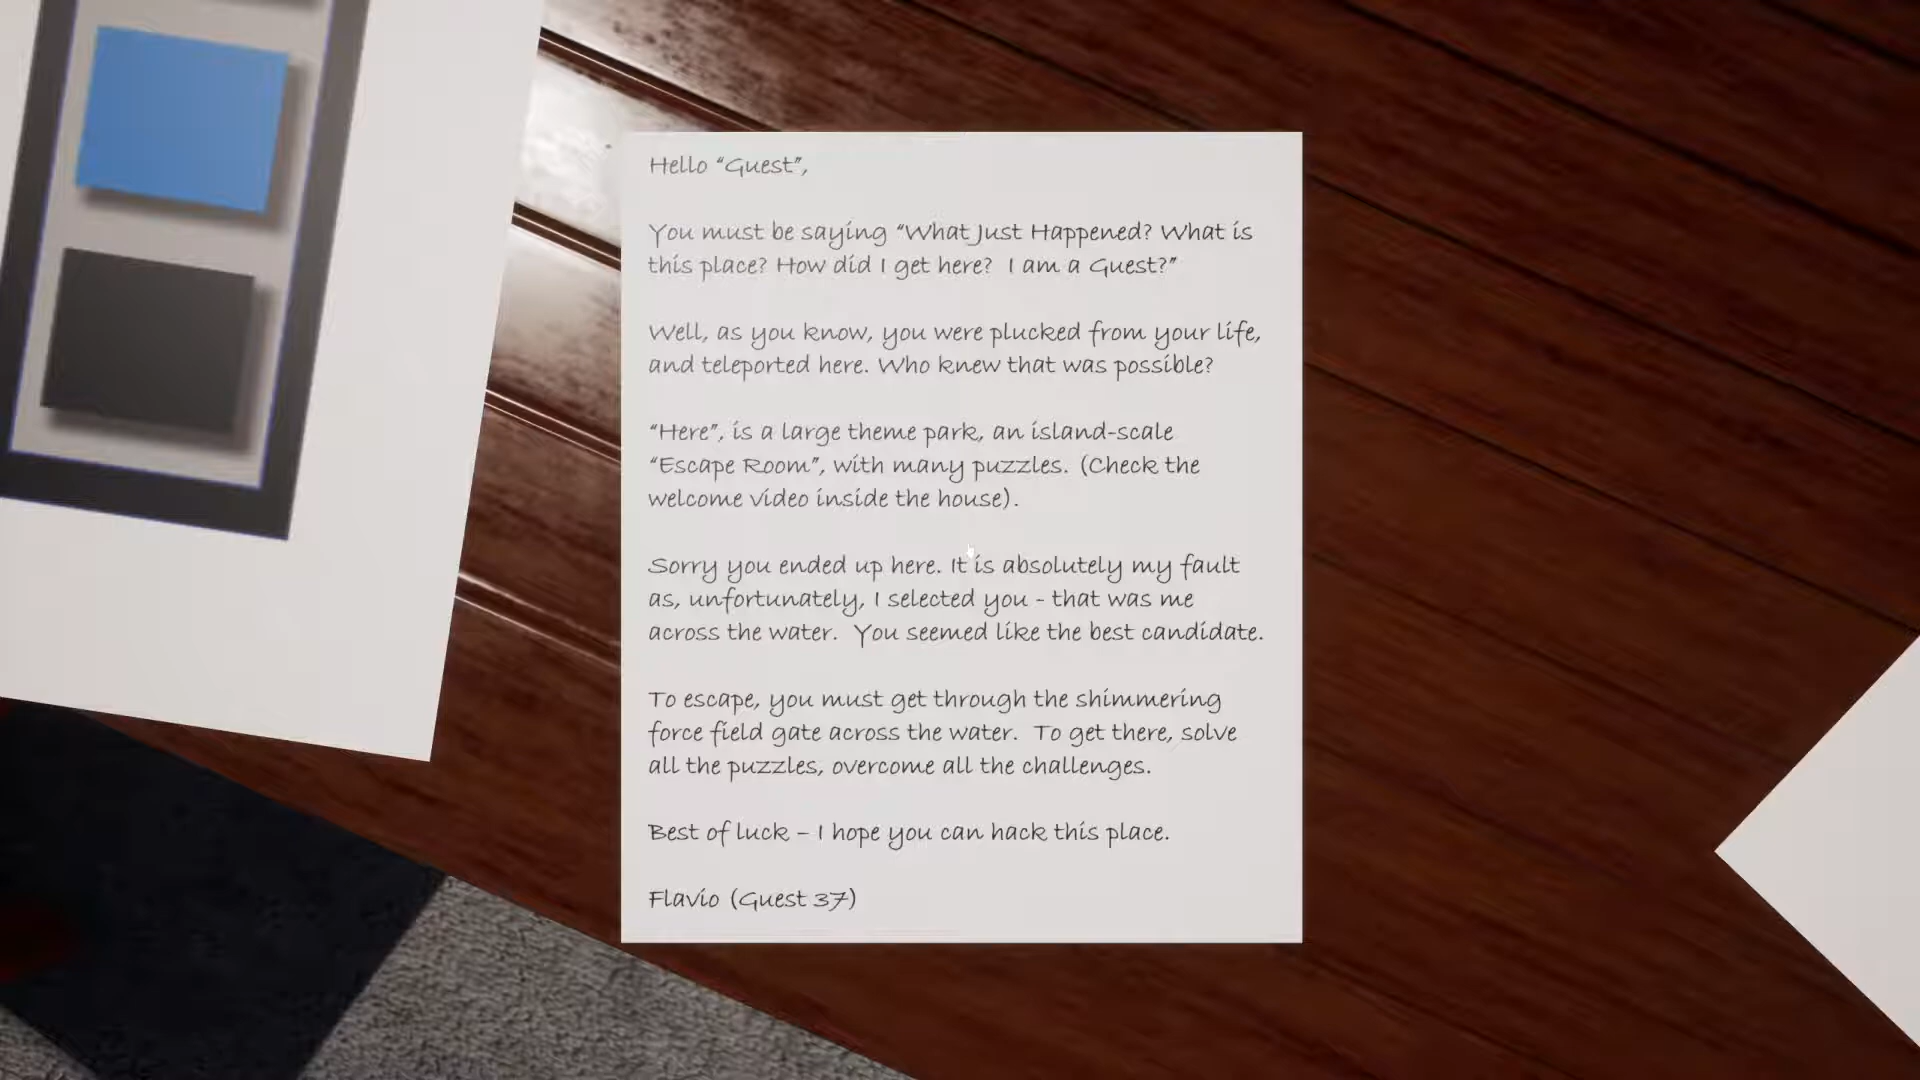 Hello “Guest”,
You must be saying “What Just Happened? What is
this place? How did I get here?  I am a Guest?”
Well, as you know, you were plucked from your life,
and teleported here. Who knew that was possible?
“Here”, is a large theme park, an island-scale
“Escape Room”, with many puzzles. (Check the
welcome video inside the house).
Sorry you ended up here. It is absolutely my fault
as, unfortunately, I selected you - that was me
across the water.  You seemed like the best candidate.
To escape, you must get through the shimmering
force field gate across the water.  To get there, solve
all the puzzles, overcome all the challenges.
Best of luck – I hope you can hack this place.
Flavio (Guest 37)